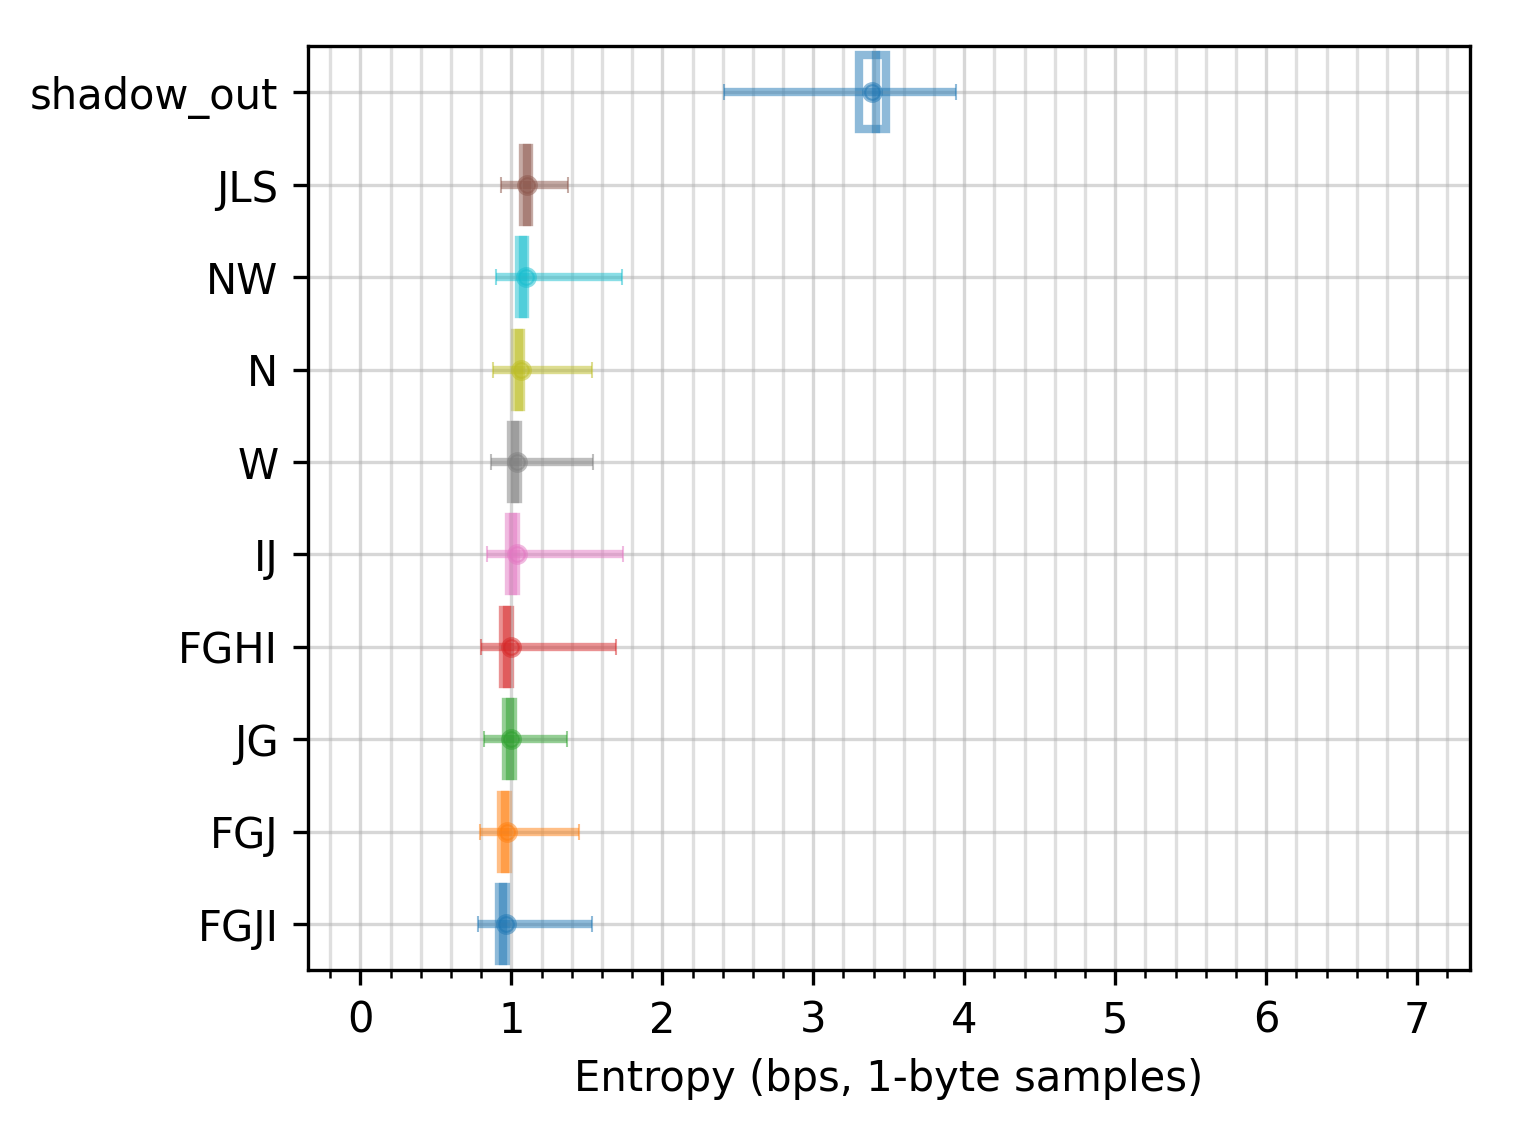 shadow_out
JLS
NW
N
W
IJ
FGHI
JG
FGJ
FGJI
0 1 2 3 4 5 6 7
Entropy (bps, 1-byte samples)